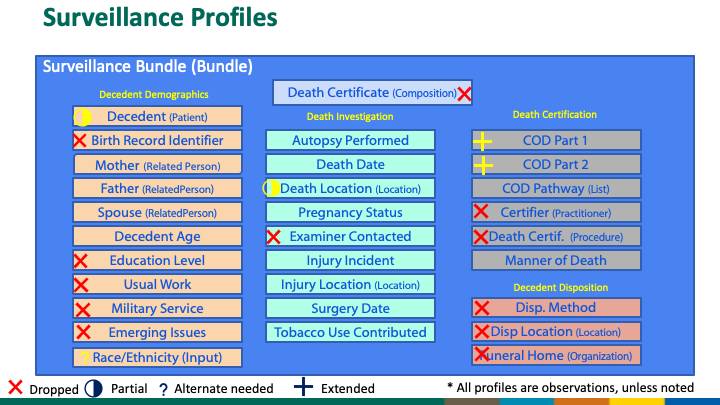 Surveillance Profiles
Surveillance Bundle (Bundle)
Death Certificate (Composition)
Decedent Demographics
Decedent (Patient)
Birth Record Identifier
Mother (Related Person)
Father (RelatedPerson)
Spouse (RelatedPerson)
Decedent Age
Education Level
Usual Work
Military Service
Emerging Issues
? Race/Ethnicity (Input)
Death Investigation
Autopsy Performed
Death Date
Death Location (Location)
Pregnancy Status
Examiner Contacted
Injury Incident
Injury Location (Location)
Surgery Date
Tobacco Use Contributed
Death Certification
COD Part 1
COD Part 2
COD Pathway (List)
Certifier (Practitioner)
Death Certif. (Procedure)
Manner of Death
Decedent Disposition
Disp. Method
Disp Location (Location)
Funeral Home (Organization)
Dropped Partial ? Alternate needed Extended * All profiles are observations, unless noted